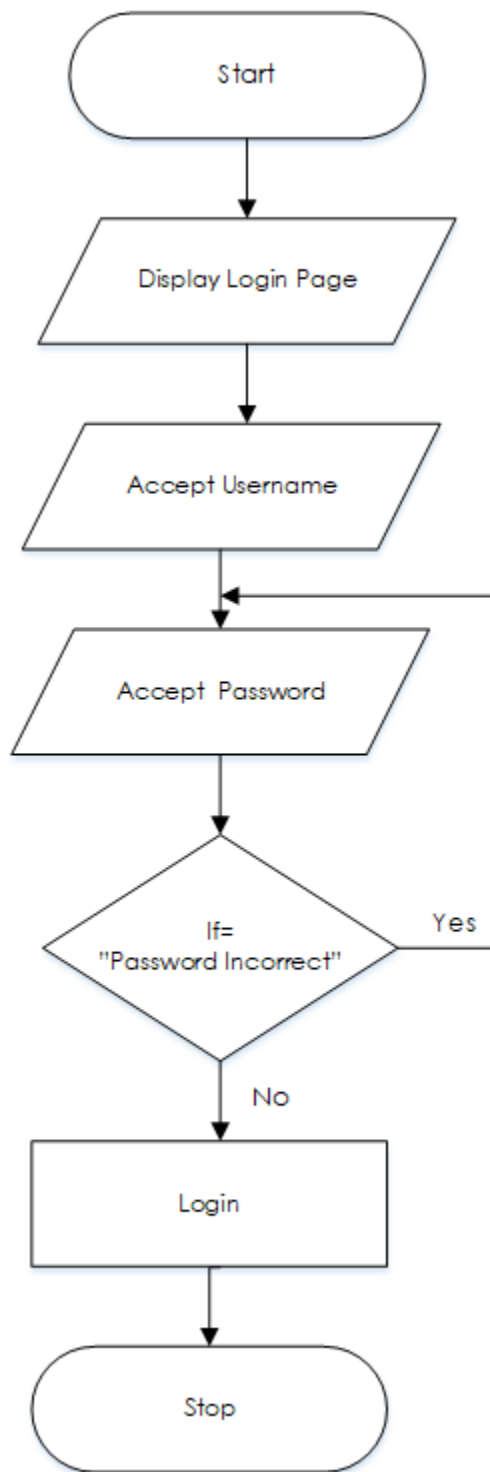 Start
Display Login Page
Accept Username
Accept Password
If=
"Password Incorrect"
Yes
No
Login
Stop